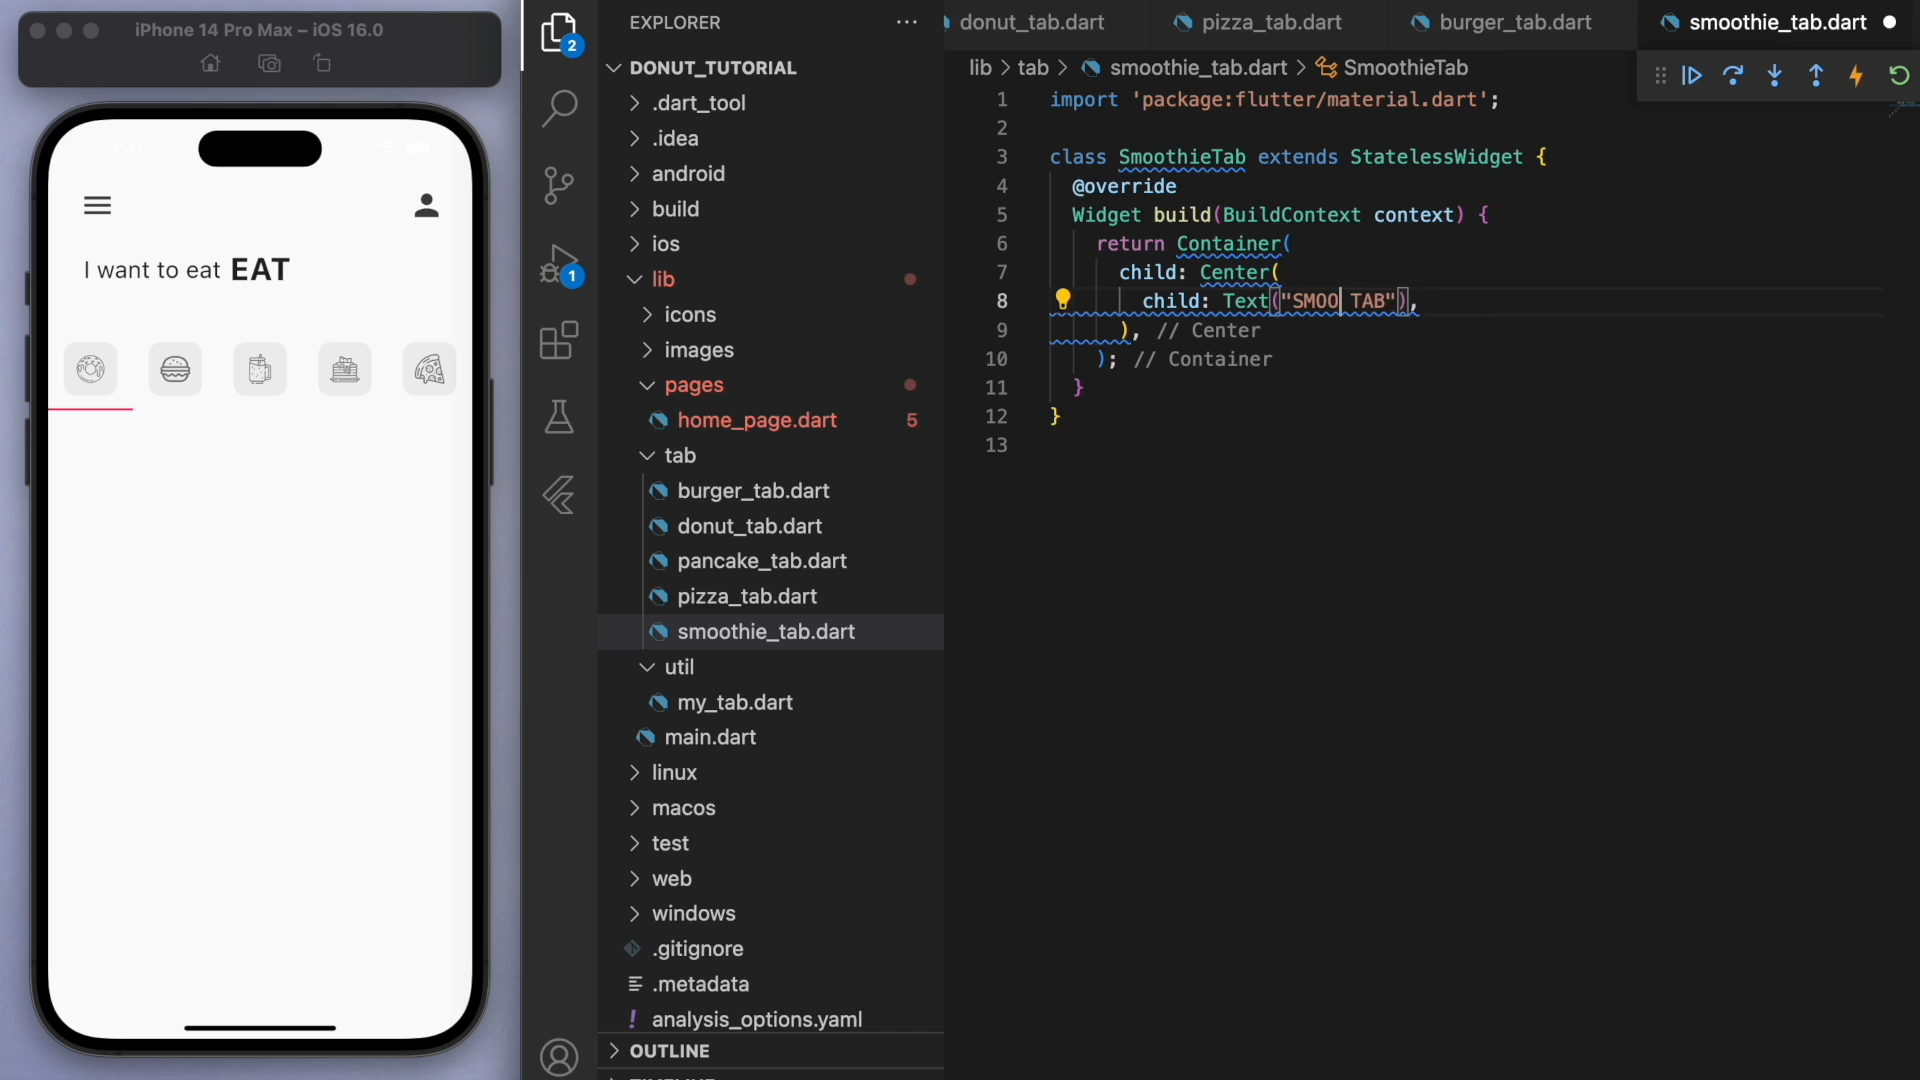 iPhone 14 Pro Max – iOS 16.0
I want to eat EAT
2
1
EXPLORER
DONUT_TUTORIAL
.dart_tool
.idea
android
build
ios
lib
icons
images
pages
home_page.dart 5
tab
burger_tab.dart
donut_tab.dart
pancake_tab.dart
pizza_tab.dart
smoothie_tab.dart
util
my_tab.dart
main.dart
linux
macos
test
web
windows
.gitignore
.metadata
analysis_options.yaml
OUTLINE
donut_tab.dart pizza_tab.dart burger_tab.dart smoothie_tab.dart
lib > tab > smoothie_tab.dart > SmoothieTab
1 import 'package:flutter/material.dart';
2
3 class SmoothieTab extends StatelessWidget {
4 @override
5 Widget build(BuildContext context) {
6 return Container(
7 child: Center(
8 child: Text("SMOO TAB"),
9 ), // Center
10 ); // Container
11 }
12 }
13